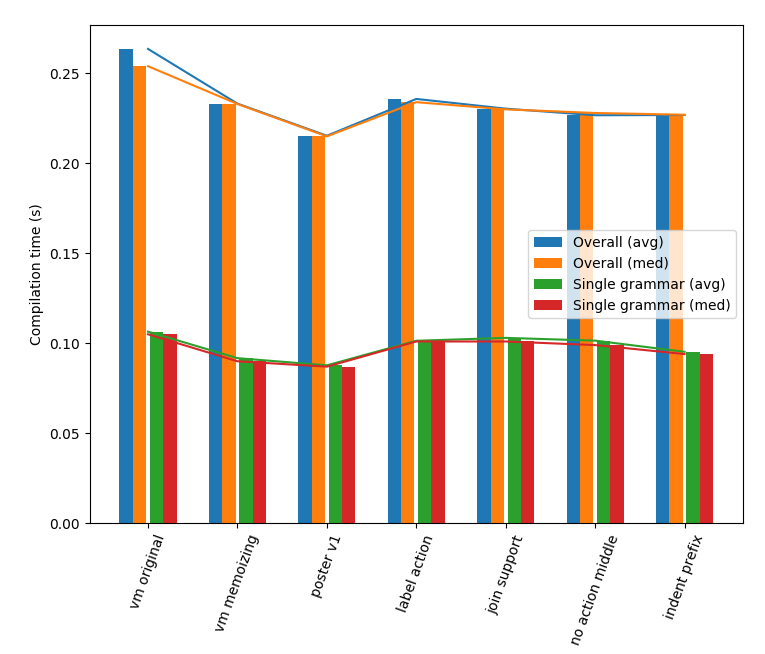 0.25
0.20
0.15
0.10
0.05
0.00
Compilation time (s)
Overall (avg)
Overall (med)
Single grammar (avg)
Single grammar (med)
vm original
vm memoizing
poster v1
label action
join support
no action middle
indent prefix